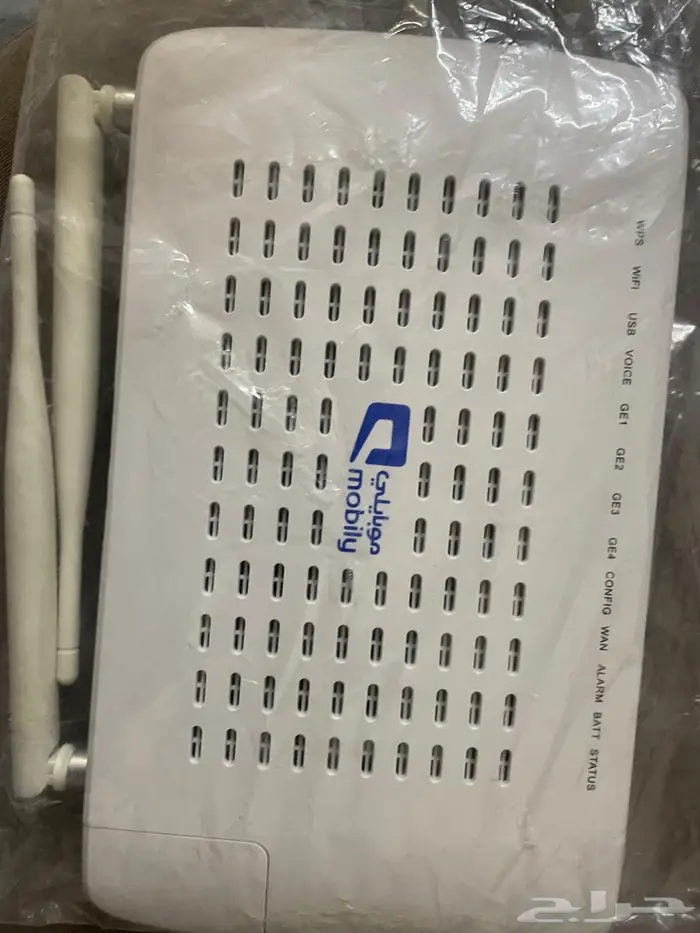 WPS WiFi USB VOICE GE1 GE2 GE3 GE4 CONFIG WAN ALARM BATT STATUS
موبايلي
mobily
حراج